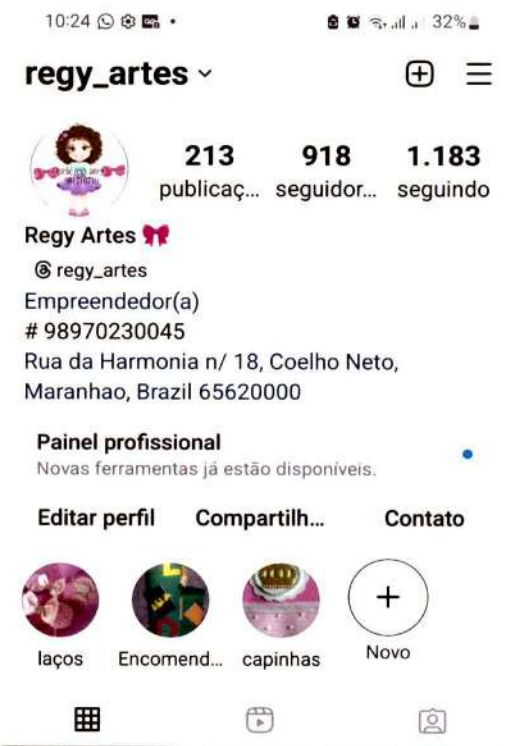 10:24
32%
regy_artes
213 918 1.183
publicaç... seguidor... seguindo
Regy Artes
regy_artes
Empreendedor(a)
# 98970230045
Rua da Harmonia n/ 18, Coelho Neto,
Maranhao, Brazil 65620000
Painel profissional
Novas ferramentas já estão disponíveis.
Editar perfil Compartilh... Contato
laços Encomend... capinhas Novo